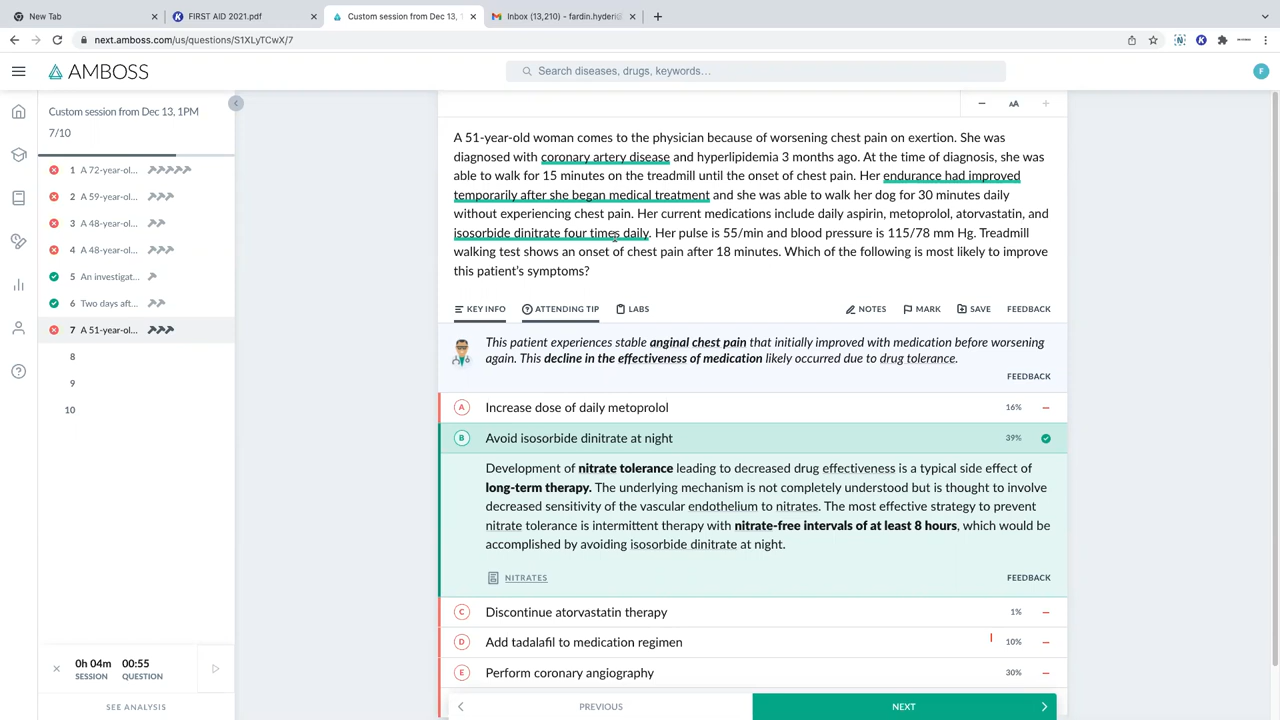 New Tab
FIRST AID 2021.pdf
Custom session from Dec 13, 1
Inbox (13,210) - fardin.hyderi
next.amboss.com/us/questions/S1XLyTCwX/7
AMBOSS
Search diseases, drugs, keywords…
F
Custom session from Dec 13, 1PM
7/10
1 A 72-year-ol...
2 A 59-year-ol...
3 A 48-year-ol...
4 A 48-year-ol...
5 An investigat...
6 Two days aft...
7 A 51-year-ol...
8
9
10
0h 04m 00:55
SESSION QUESTION
SEE ANALYSIS
AA
A 51-year-old woman comes to the physician because of worsening chest pain on exertion. She was
diagnosed with coronary artery disease and hyperlipidemia 3 months ago. At the time of diagnosis, she was
able to walk for 15 minutes on the treadmill until the onset of chest pain. Her endurance had improved
temporarily after she began medical treatment and she was able to walk her dog for 30 minutes daily
without experiencing chest pain. Her current medications include daily aspirin, metoprolol, atorvastatin, and
isosorbide dinitrate four times daily. Her pulse is 55/min and blood pressure is 115/78 mm Hg. Treadmill
walking test shows an onset of chest pain after 18 minutes. Which of the following is most likely to improve
this patient's symptoms?
KEY INFO ATTENDING TIP LABS NOTES MARK SAVE FEEDBACK
This patient experiences stable anginal chest pain that initially improved with medication before worsening
again. This decline in the effectiveness of medication likely occurred due to drug tolerance.
FEEDBACK
A Increase dose of daily metoprolol 16%
B Avoid isosorbide dinitrate at night 39%
Development of nitrate tolerance leading to decreased drug effectiveness is a typical side effect of
long-term therapy. The underlying mechanism is not completely understood but is thought to involve
decreased sensitivity of the vascular endothelium to nitrates. The most effective strategy to prevent
nitrate tolerance is intermittent therapy with nitrate-free intervals of at least 8 hours, which would be
accomplished by avoiding isosorbide dinitrate at night.
NITRATES FEEDBACK
C Discontinue atorvastatin therapy 1%
D Add tadalafil to medication regimen 10%
E Perform coronary angiography 30%
PREVIOUS NEXT